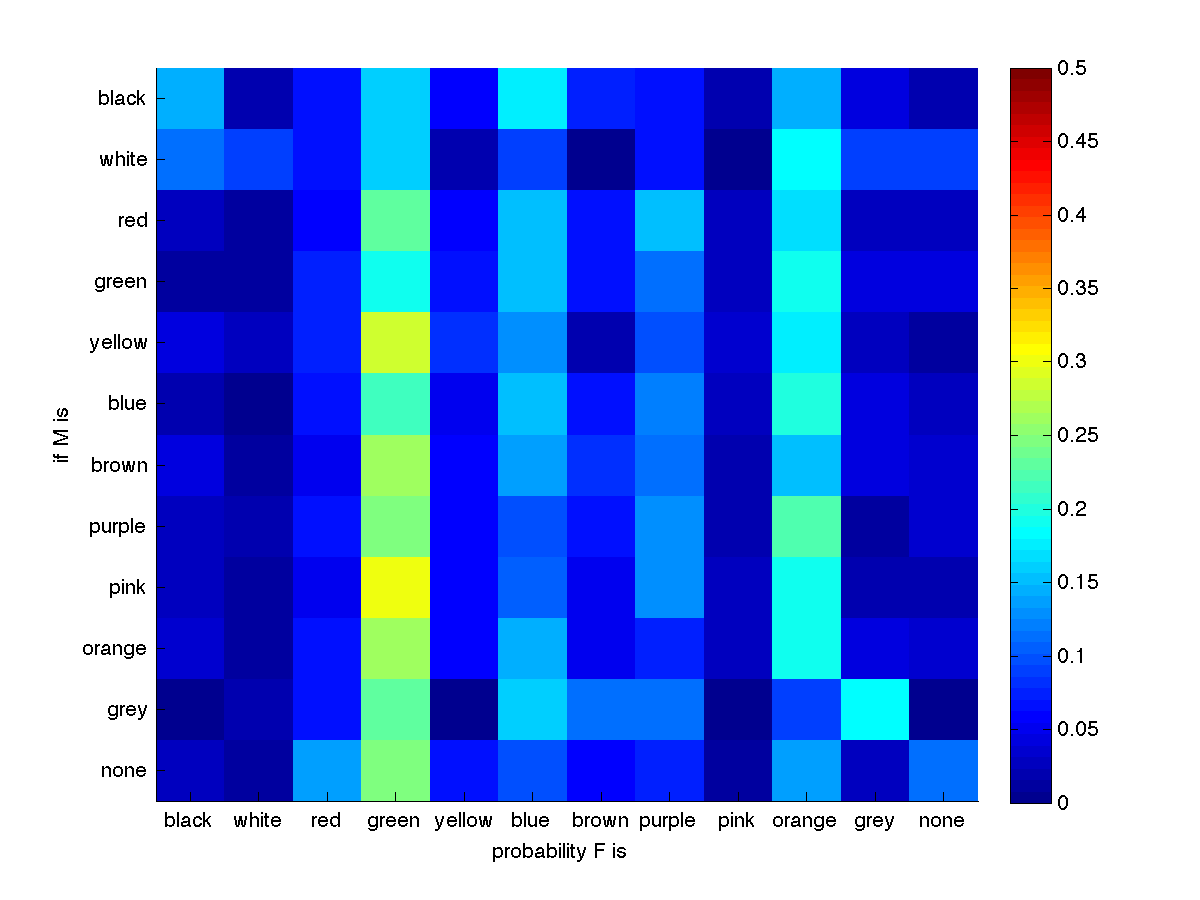 black
white
red
green
yellow
blue
brown
purple
pink
orange
grey
none
if M is
black white red green yellow blue brown purple pink orange grey none
probability F is
0.5
0.45
0.4
0.35
0.3
0.25
0.2
0.15
0.1
0.05
0